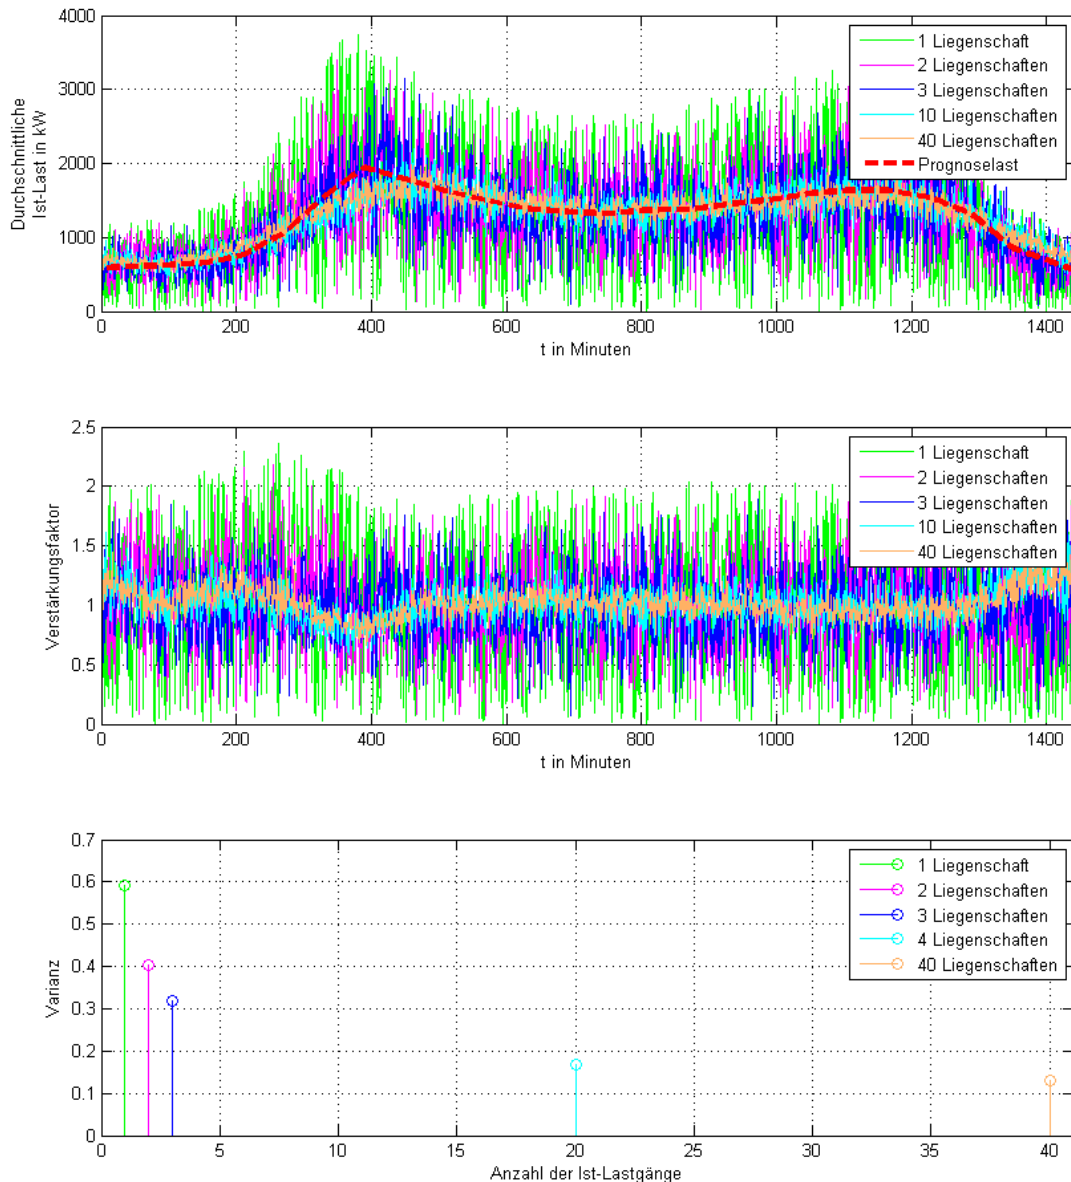 4000
3000
2000
1000
0
Durchschnittliche
Ist-Last in kW
1 Liegenschaft
2 Liegenschaften
3 Liegenschaften
10 Liegenschaften
40 Liegenschaften
Prognoselast
0 200 400 600 800 1000 1200 1400
t in Minuten
2.5
2
1.5
1
0.5
0
Verstärkungsfaktor
1 Liegenschaft
2 Liegenschaften
3 Liegenschaften
10 Liegenschaften
40 Liegenschaften
0 200 400 600 800 1000 1200 1400
t in Minuten
0.7
0.6
0.5
0.4
0.3
0.2
0.1
0
Varianz
1 Liegenschaft
2 Liegenschaften
3 Liegenschaften
4 Liegenschaften
40 Liegenschaften
0 5 10 15 20 25 30 35 40
Anzahl der Ist-Lastgänge